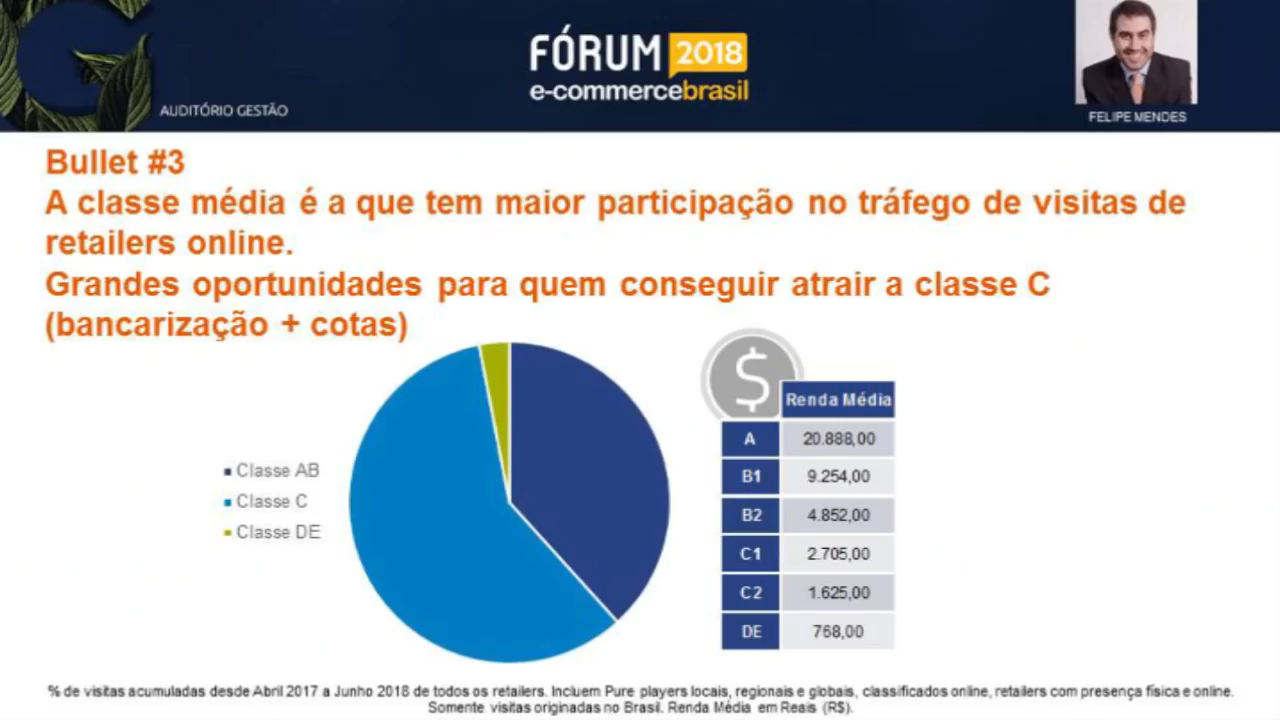 AUDITÓRIO GESTÃO
FÓRUM 2018
e-commercebrasil
FELIPE MENDES
Bullet #3
A classe média é a que tem maior participação no tráfego de visitas de
retailers online.
Grandes oportunidades para quem conseguir atrair a classe C
(bancarização + cotas)
Classe AB
Classe C
Classe DE
$
Renda Média
A 20.888,00
B1 9.254,00
B2 4.852,00
C1 2.705,00
C2 1.625,00
DE 768,00
% de visitas acumuladas desde Abril 2017 a Junho 2018 de todos os retailers. Incluem Pure players locais, regionais e globais, classificados online, retailers com presença física e online.
Somente visitas originadas no Brasil. Renda Média em Reais (R$).